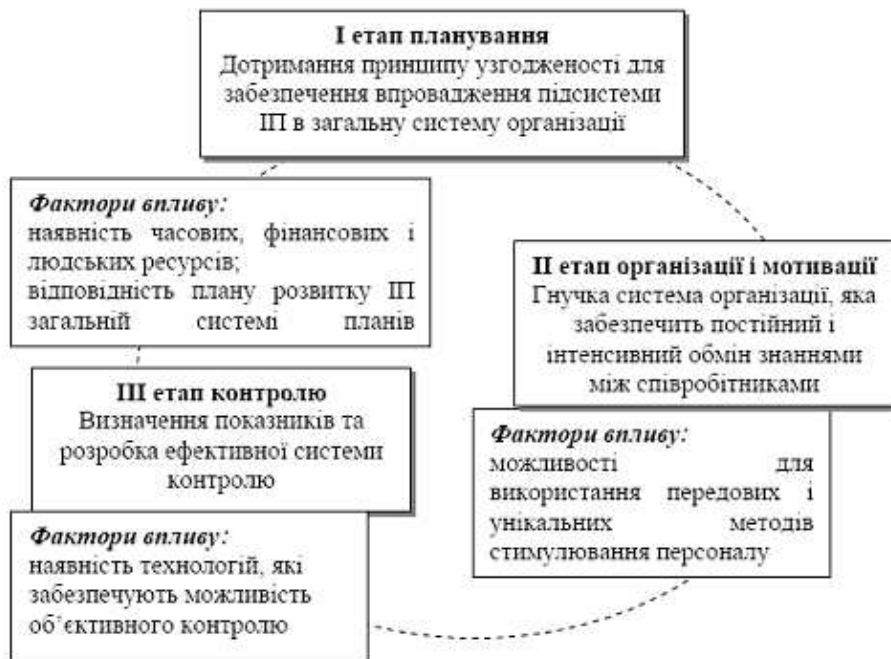 І етап планування
Дотримання принципу узгодженості для
забезпечення впровадження підсистеми
ІП в загальну систему організації
Фактори впливу:
наявність часових, фінансових і
людських ресурсів;
відповідність плану розвитку ІП
загальній системі планів
ІІ етап організації і мотивації
Гнучка система організації, яка
забезпечить постійний і
інтенсивний обмін знаннями
між співробітниками
Фактори впливу:
можливості для
використання передових і
унікальних методів
стимулювання персоналу
ІІІ етап контролю
Визначення показників та
розробка ефективної системи
контролю
Фактори впливу:
наявність технологій, які
забезпечують можливість
об’єктивного контролю